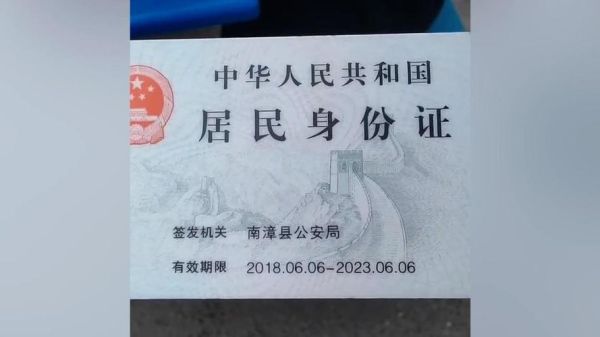 中华人民共和国
居民身份证
签发机关 南漳县公安局
有效期限 2018.06.06-2023.06.06